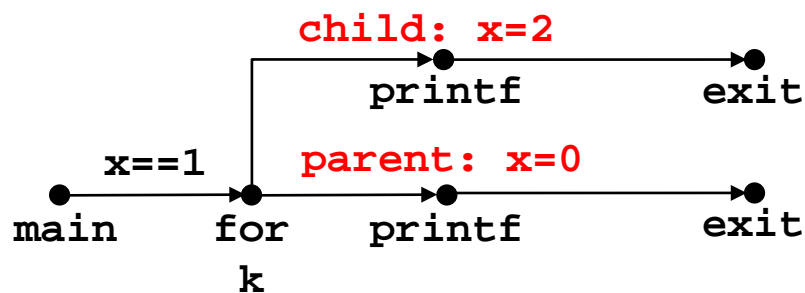 child: x=2
printf
exit
x==1
parent: x=0
main
for
k
printf
exit